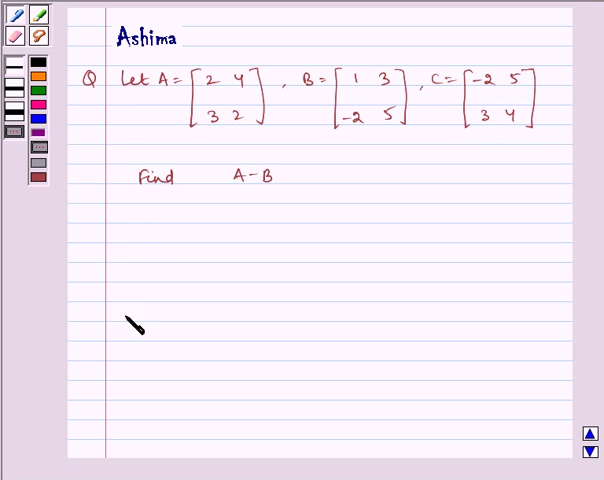 Ashima
Q Let A = [ 2 4 ] , B = [ 1 3 ] , C = [ -2 5 ]
[ 3 2 ] [ -2 5 ] [ 3 4 ]
Find A - B